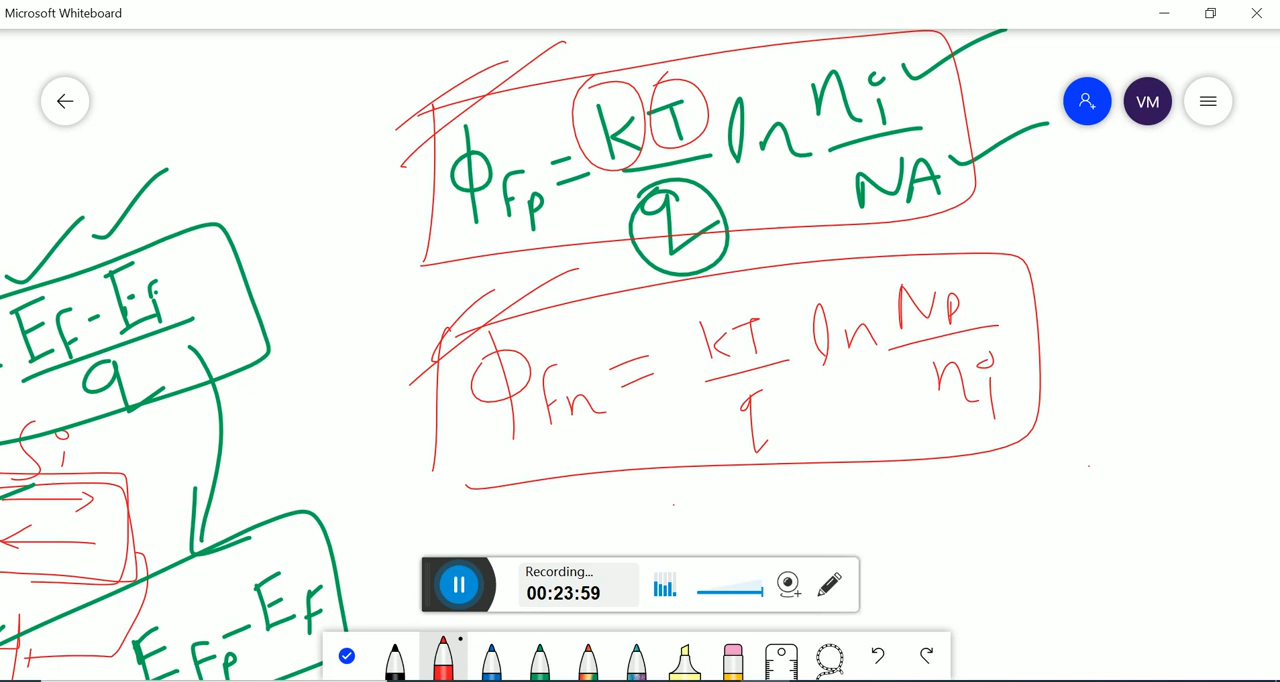 Microsoft Whiteboard
VM
ϕFp = kT/q ln ni/NA
EF - Ei
q
ϕFn = kT/q ln ND/ni
Si
EFp - EF
Recording...
00:23:59